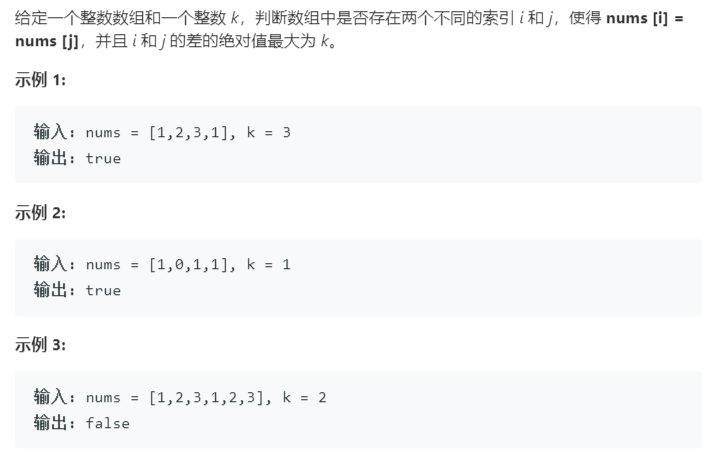 给定一个整数数组和一个整数 k，判断数组中是否存在两个不同的索引 i 和 j，使得 nums [i] =
nums [j]，并且 i 和 j 的差的绝对值最大为 k。
示例 1:
输入: nums = [1,2,3,1], k = 3
输出: true
示例 2:
输入: nums = [1,0,1,1], k = 1
输出: true
示例 3:
输入: nums = [1,2,3,1,2,3], k = 2
输出: false